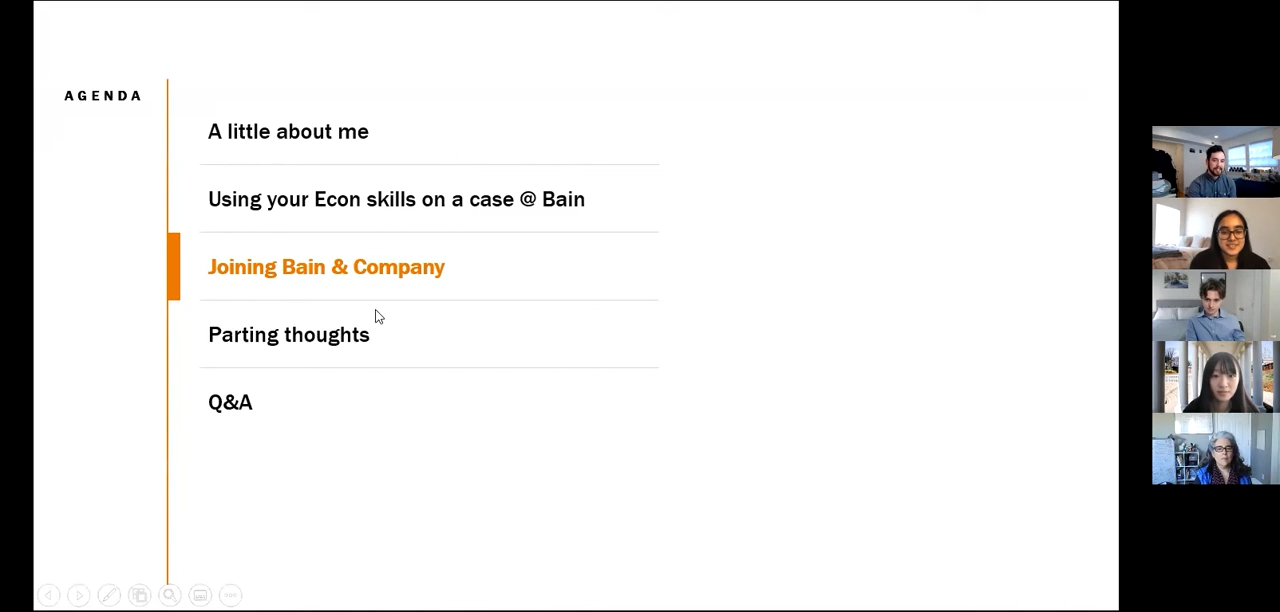 AGENDA
A little about me
Using your Econ skills on a case @ Bain
Joining Bain & Company
Parting thoughts
Q&A